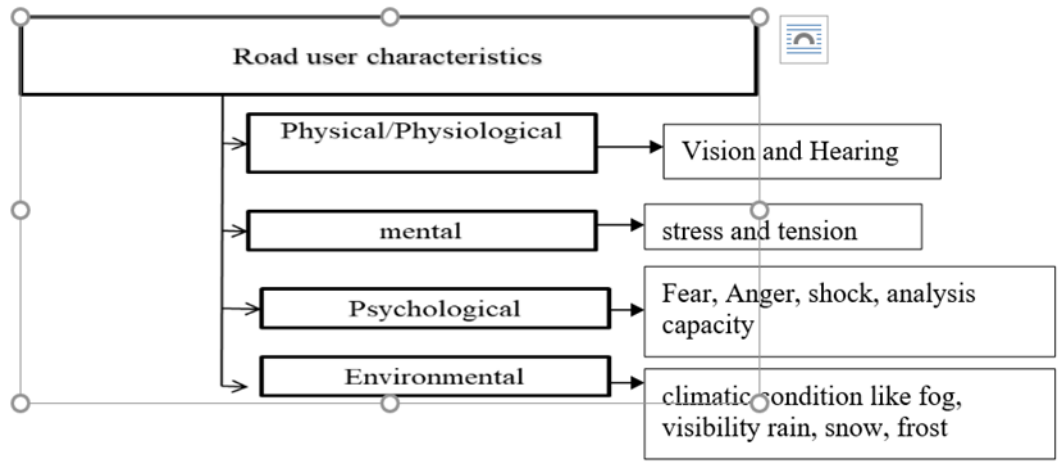 Road user characteristics
Physical/Physiological
Vision and Hearing
mental
stress and tension
Psychological
Fear, Anger, shock, analysis
capacity
Environmental
climatic condition like fog,
visibility rain, snow, frost